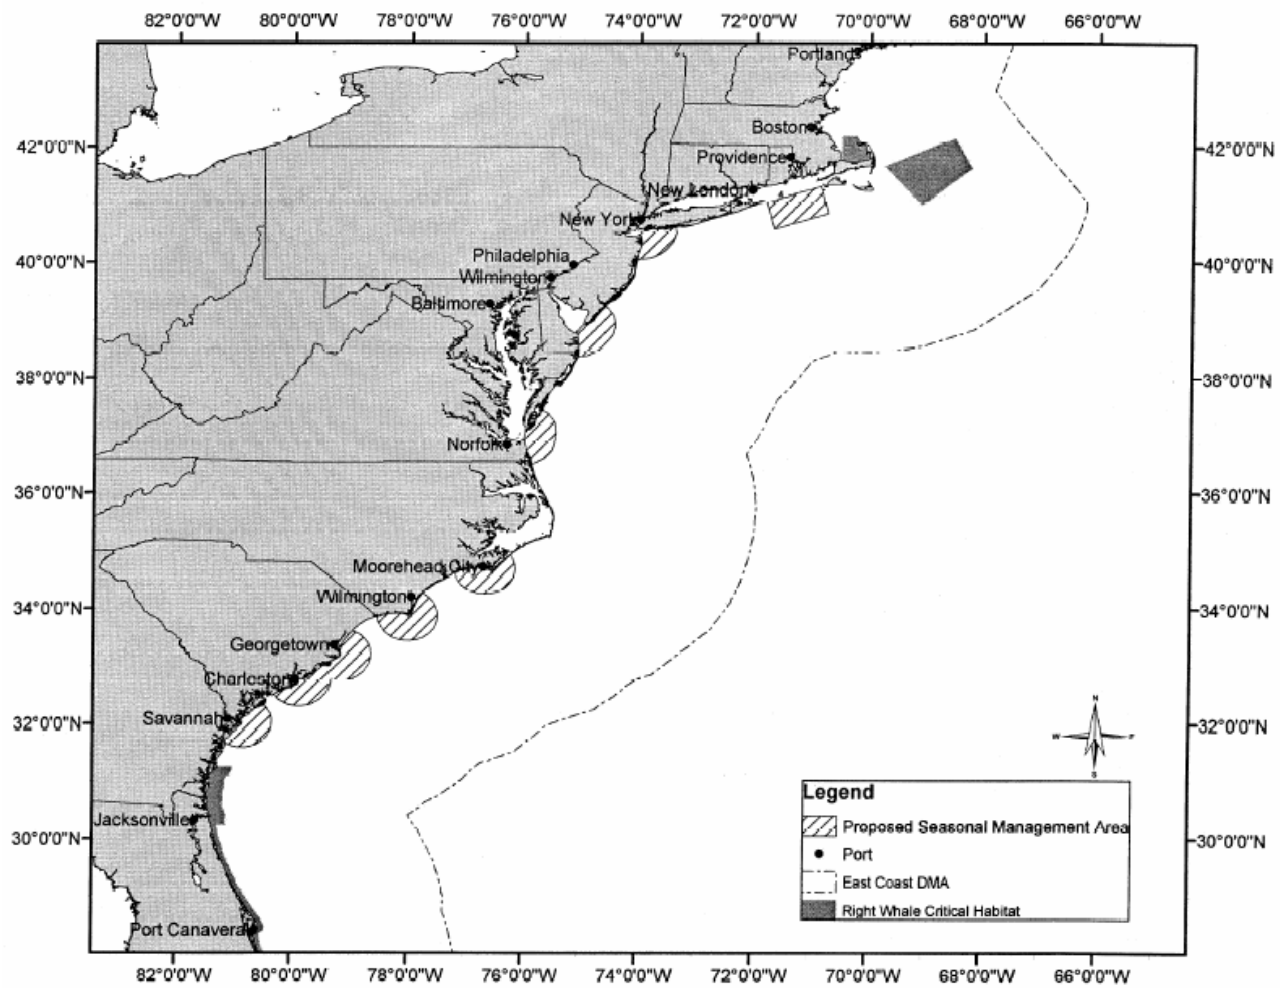 82°0'0"W 80°0'0"W 78°0'0"W 76°0'0"W 74°0'0"W 72°0'0"W 70°0'0"W 68°0'0"W 66°0'0"W
Portland
Boston
42°0'0"N
42°0'0"N
Providence
New London
New York
Philadelphia
40°0'0"N
40°0'0"N
Wilmington
Baltimore
38°0'0"N
38°0'0"N
Norfolk
36°0'0"N
36°0'0"N
Moorehead City
Wilmington
34°0'0"N
34°0'0"N
Georgetown
Charleston
Savannah
32°0'0"N
32°0'0"N
N
W
E
S
Legend
Proposed Seasonal Management Area
Port
East Coast DMA
Right Whale Critical Habitat
Jacksonville
30°0'0"N
30°0'0"N
Port Canaveral
82°0'0"W 80°0'0"W 78°0'0"W 76°0'0"W 74°0'0"W 72°0'0"W 70°0'0"W 68°0'0"W 66°0'0"W